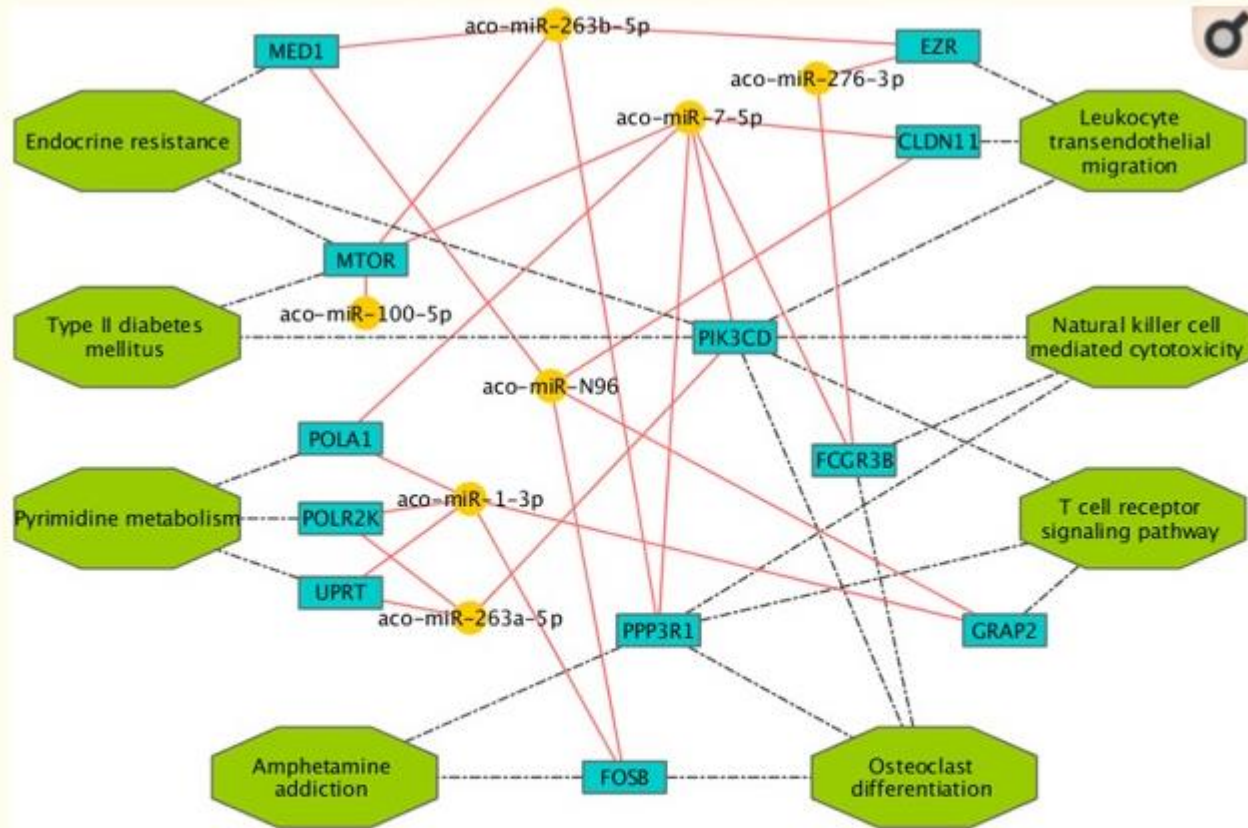 aco-miR-263b-5p
MED1
EZR
aco-miR-276-3p
aco-miR-7-5p
Endocrine resistance
CLDN11
Leukocyte
transendothelial
migration
MTOR
aco-miR-100-5p
Type II diabetes
mellitus
PIK3CD
Natural killer cell
mediated cytotoxicity
aco-miR-N96
POLA1
FCGR3B
aco-miR-1-3p
Pyrimidine metabolism
POLR2K
T cell receptor
signaling pathway
UPRT
aco-miR-263a-5p
PPP3R1
GRAP2
Amphetamine
addiction
FOSB
Osteoclast
differentiation